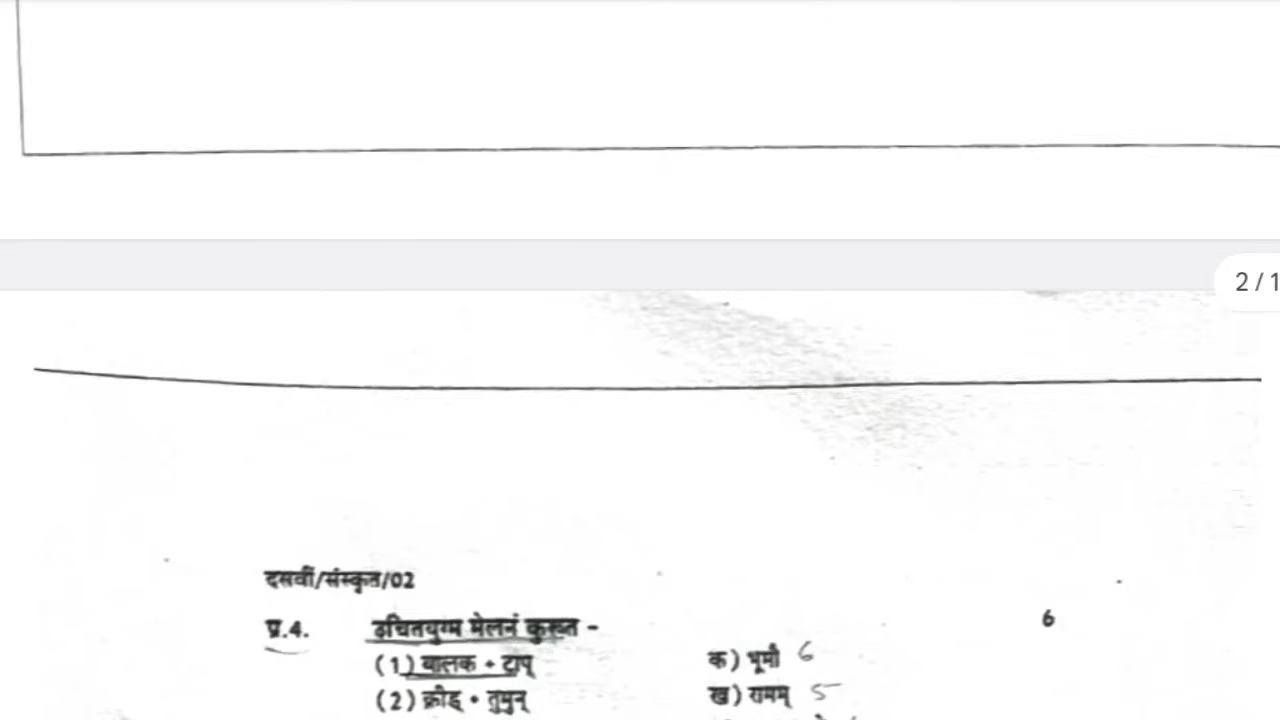 2 / 1
दसवीं/संस्कृत/02
प्र.4. उचितयुग्म मेलनं कुरुत - 6
(1) बालक + टाप् क) भूमौ 6
(2) क्रीड् + तुमुन् ख) रामम् 5